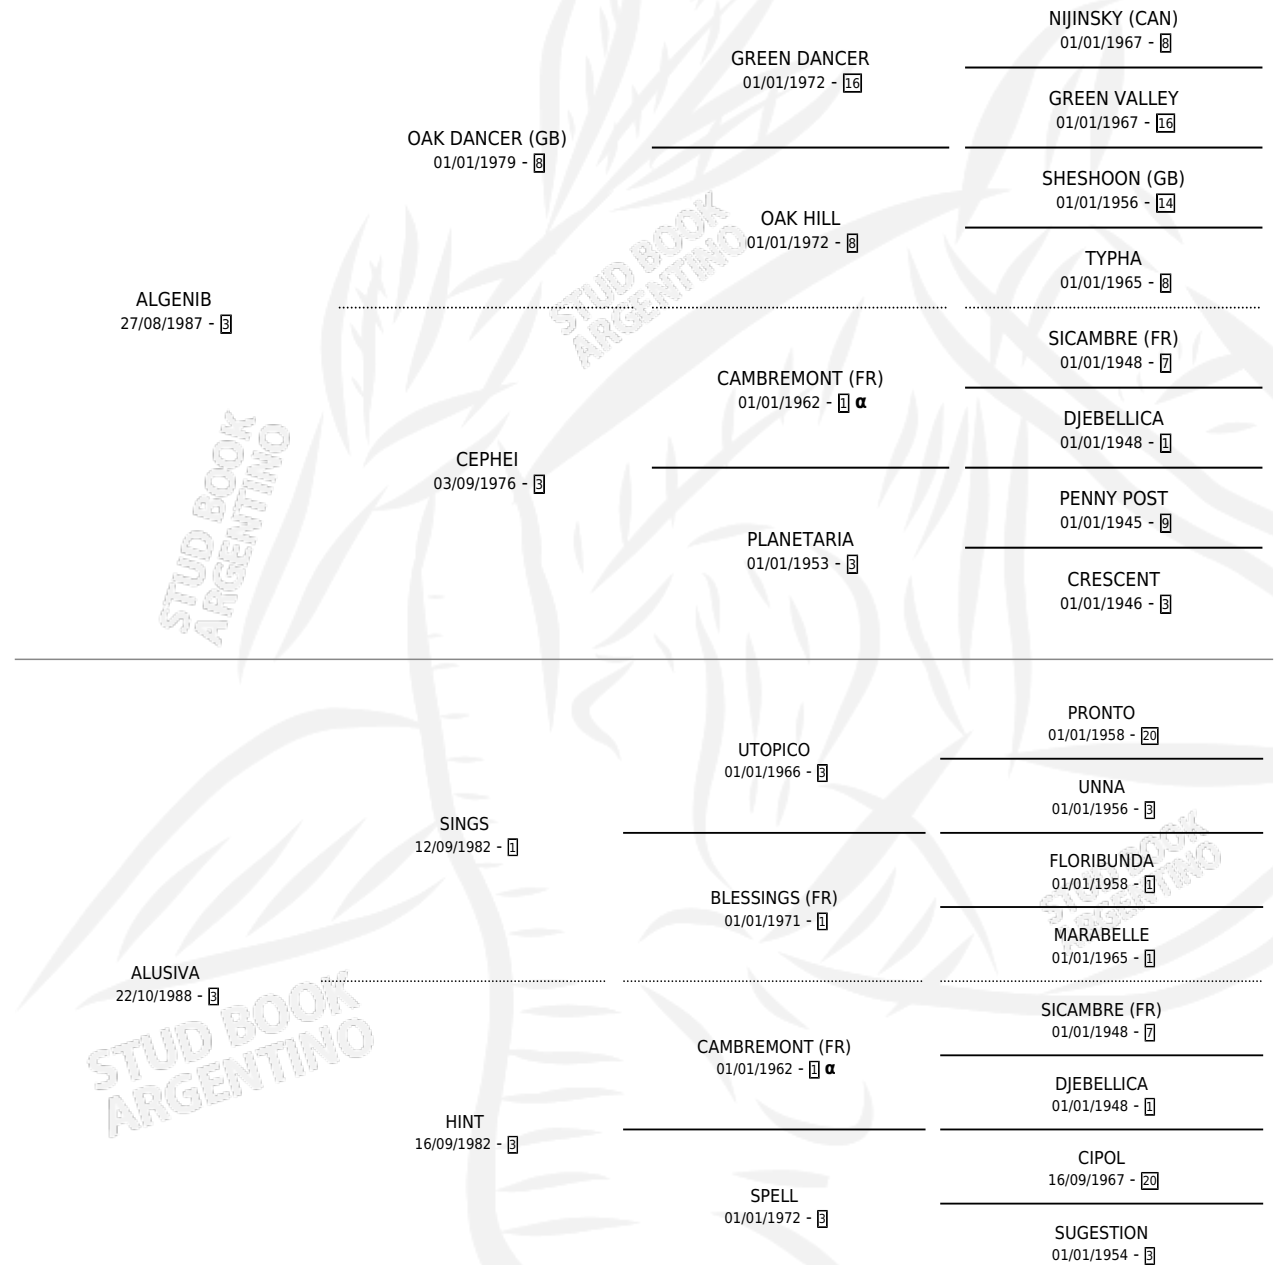 NIJINSKY (CAN)
01/01/1967 - 8
GREEN DANCER
01/01/1972 - 16
GREEN VALLEY
01/01/1967 - 16
OAK DANCER (GB)
01/01/1979 - 8
SHESHOON (GB)
01/01/1956 - 14
OAK HILL
01/01/1972 - 8
TYPHA
01/01/1965 - 8
ALGENIB
27/08/1987 - 3
SICAMBRE (FR)
01/01/1948 - 7
CAMBREMONT (FR)
01/01/1962 - 1 α
DJEBELLICA
01/01/1948 - 1
CEPHEI
03/09/1976 - 3
PENNY POST
01/01/1945 - 9
PLANETARIA
01/01/1953 - 3
CRESCENT
01/01/1946 - 3
PRONTO
01/01/1958 - 20
UTOPICO
01/01/1966 - 3
UNNA
01/01/1956 - 3
SINGS
12/09/1982 - 1
FLORIBUNDA
01/01/1958 - 1
BLESSINGS (FR)
01/01/1971 - 1
MARABELLE
01/01/1965 - 1
ALUSIVA
22/10/1988 - 3
SICAMBRE (FR)
01/01/1948 - 7
CAMBREMONT (FR)
01/01/1962 - 1 α
DJEBELLICA
01/01/1948 - 1
HINT
16/09/1982 - 3
CIPOL
16/09/1967 - 20
SPELL
01/01/1972 - 3
SUGESTION
01/01/1954 - 3
STUD BOOK
ARGENTINO
STUD BOOK
ARGENTINO
STUD BOOK
ARGENTINO
STUD BOOK
ARGENTINO